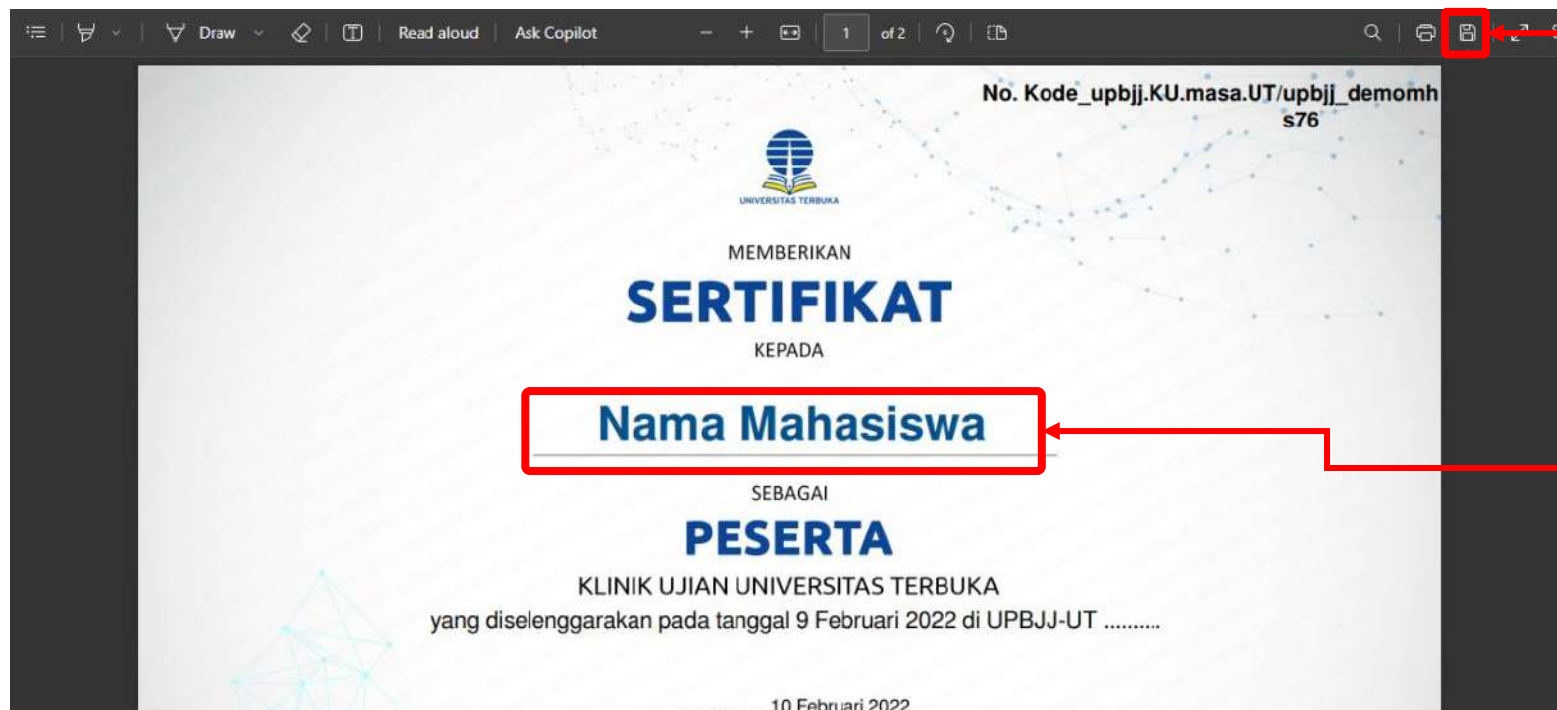 Draw Read aloud Ask Copilot 1 of 2
No. Kode_upbjj.KU.masa.UT/upbjj_demomh
s76
UNIVERSITAS TERBUKA
MEMBERIKAN
SERTIFIKAT
KEPADA
Nama Mahasiswa
SEBAGAI
PESERTA
KLINIK UJIAN UNIVERSITAS TERBUKA
yang diselenggarakan pada tanggal 9 Februari 2022 di UPBJJ-UT ..........
10 Februari 2022